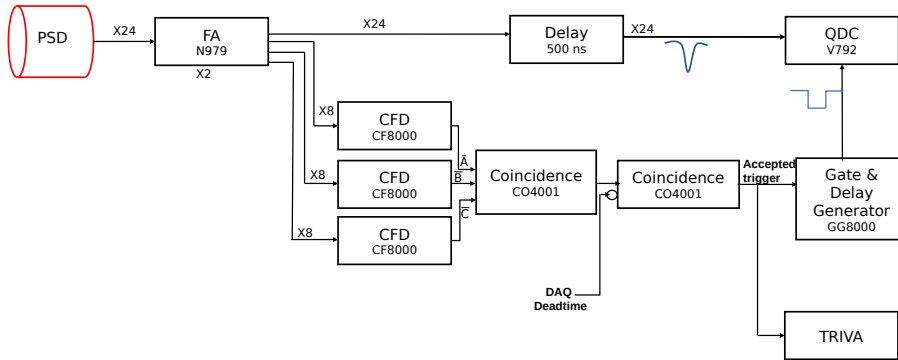 PSD
X24
FA
N979
X2
X24
Delay
500 ns
X24
QDC
V792
X8
CFD
CF8000
X8
CFD
CF8000
X8
CFD
CF8000
Ā
B̅
C̅
Coincidence
CO4001
Coincidence
CO4001
DAQ
Deadtime
Accepted
trigger
Gate &
Delay
Generator
GG8000
TRIVA